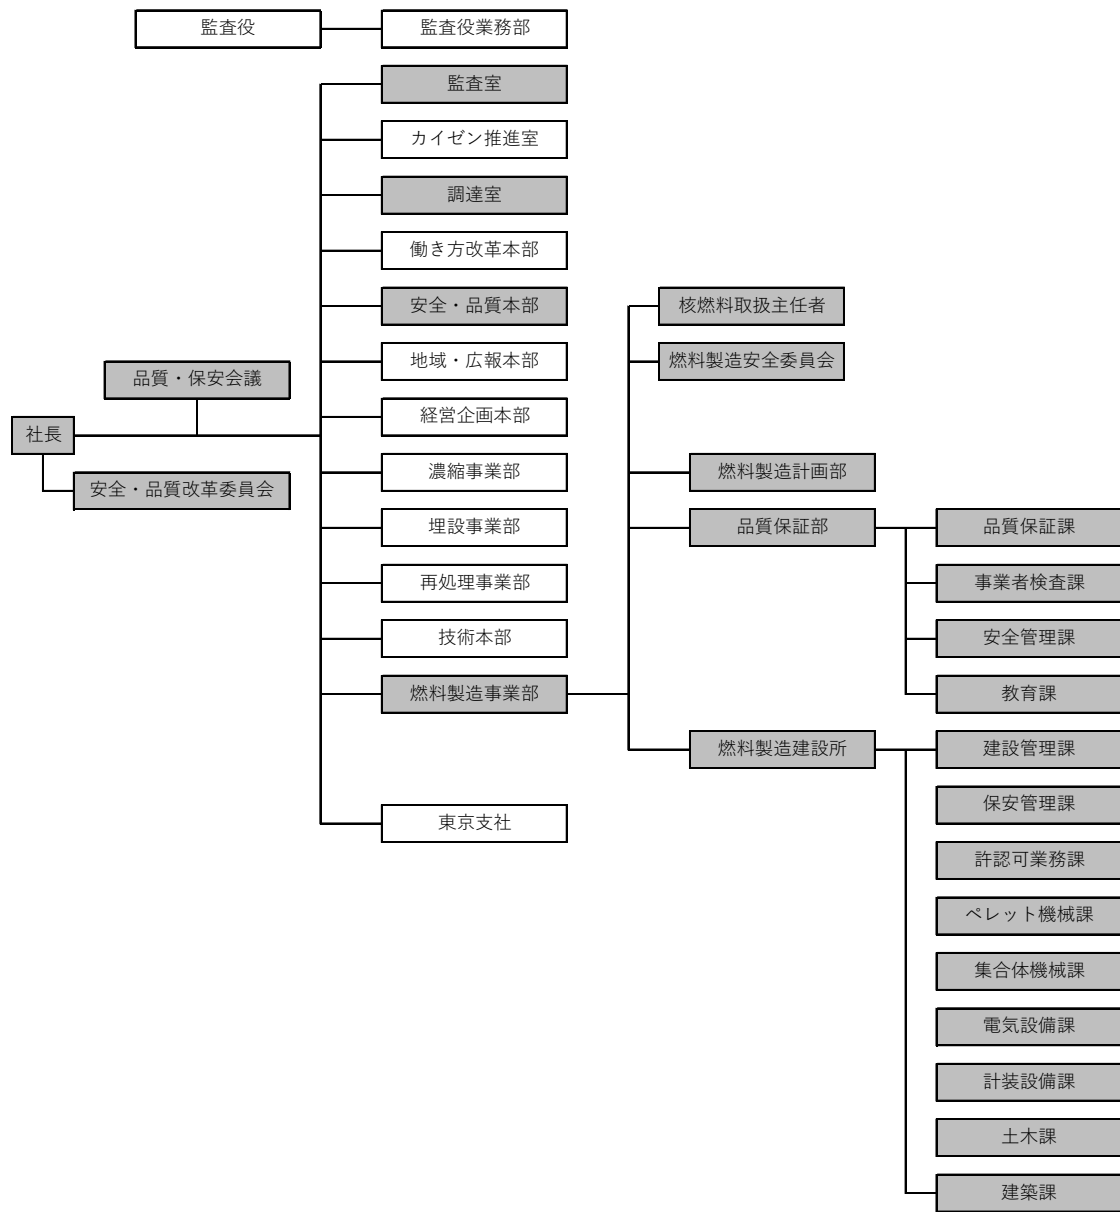 監査役
監査役業務部
監査室
カイゼン推進室
調達室
働き方改革本部
安全・品質本部
核燃料取扱主任者
地域・広報本部
燃料製造安全委員会
品質・保安会議
経営企画本部
社長
濃縮事業部
燃料製造計画部
安全・品質改革委員会
埋設事業部
品質保証部
品質保証課
再処理事業部
事業者検査課
技術本部
安全管理課
燃料製造事業部
教育課
燃料製造建設所
建設管理課
保安管理課
東京支社
許認可業務課
ペレット機械課
集合体機械課
電気設備課
計装設備課
土木課
建築課